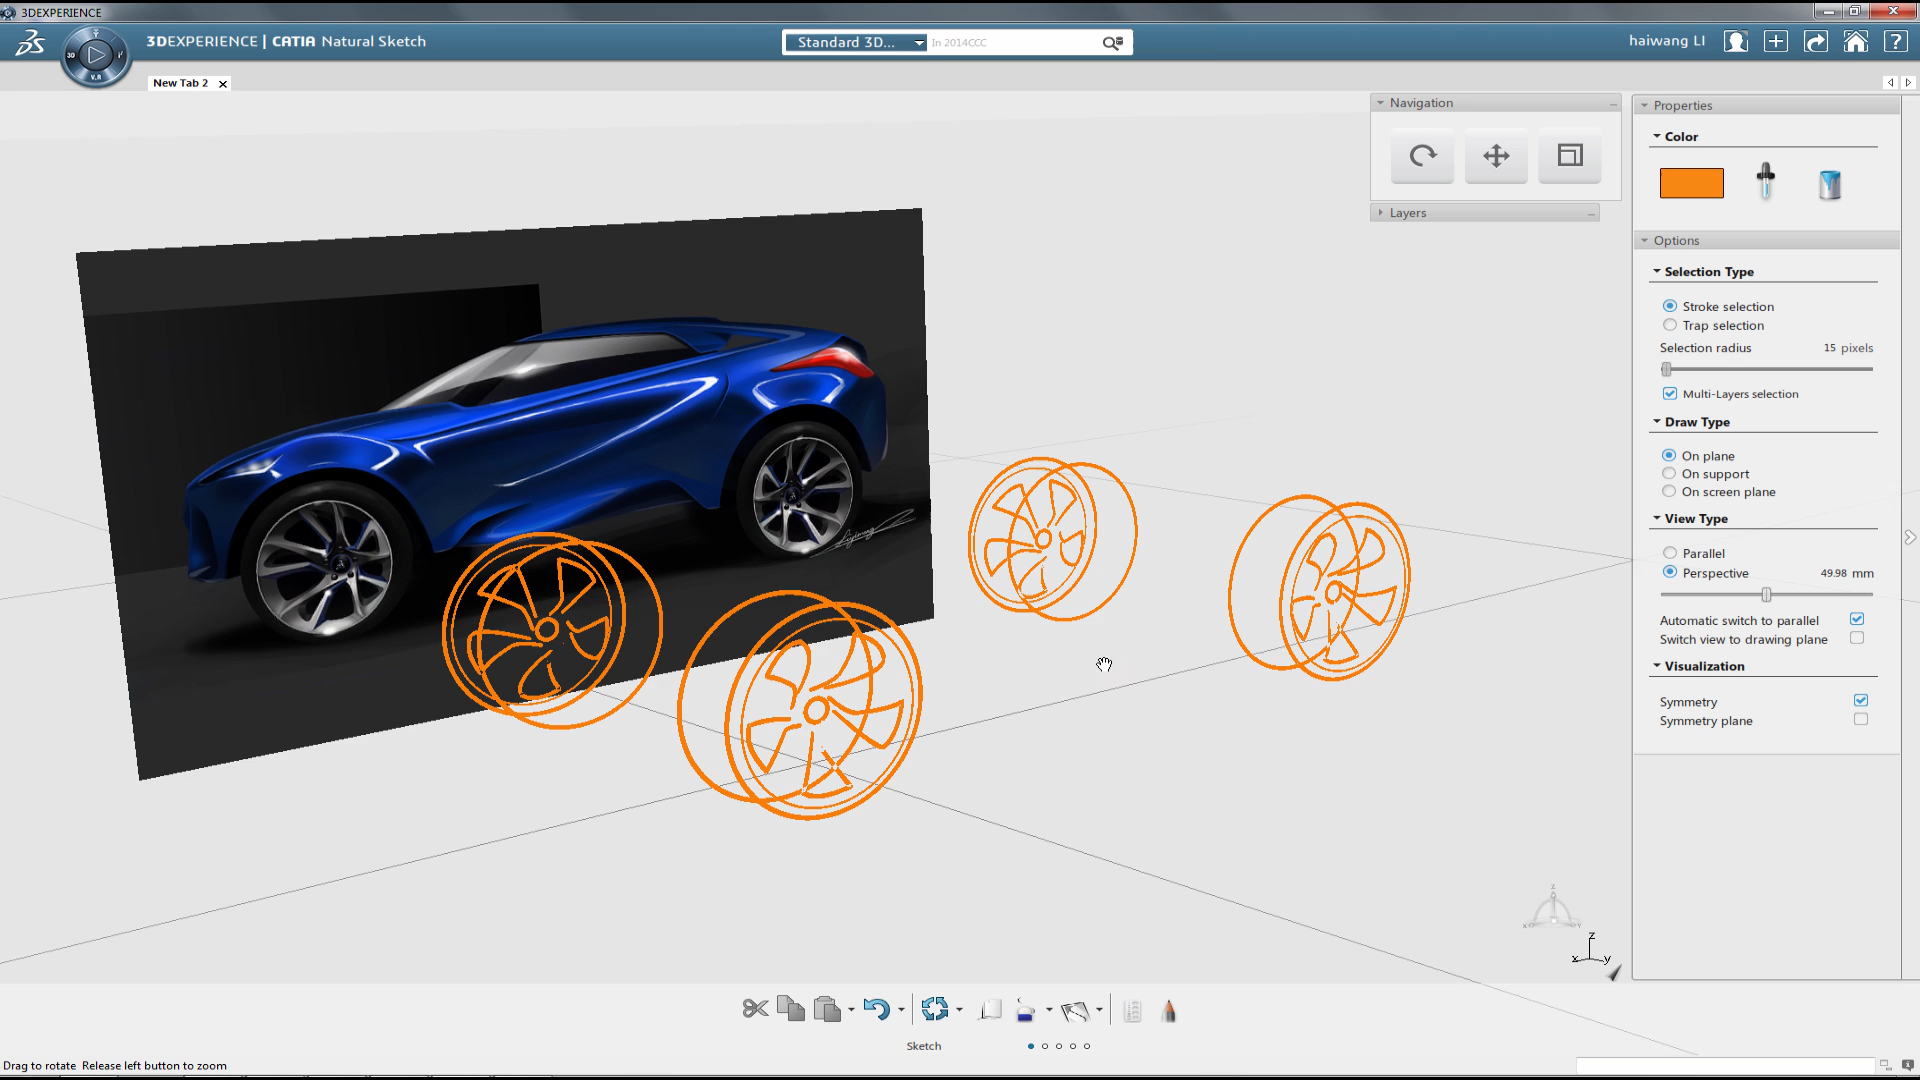 3DEXPERIENCE
3DEXPERIENCE | CATIA Natural Sketch
3D
V.R
Standard 3D...
In 2014CCC
haiwang LI
New Tab 2
Navigation
Layers
Properties
Color
Options
Selection Type
Stroke selection
Trap selection
Selection radius 15 pixels
Multi-Layers selection
Draw Type
On plane
On support
On screen plane
View Type
Parallel
Perspective 49.98 mm
Automatic switch to parallel
Switch view to drawing plane
Visualization
Symmetry
Symmetry plane
z
x y
z
x y
Sketch
Drag to rotate Release left button to zoom